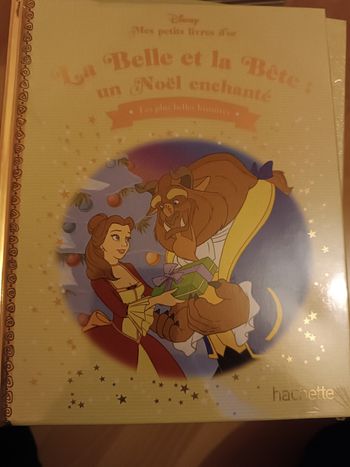 Disney
Mes petits livres d'or
La Belle et la Bête :
un Noël enchanté
Les plus belles histoires
hachette